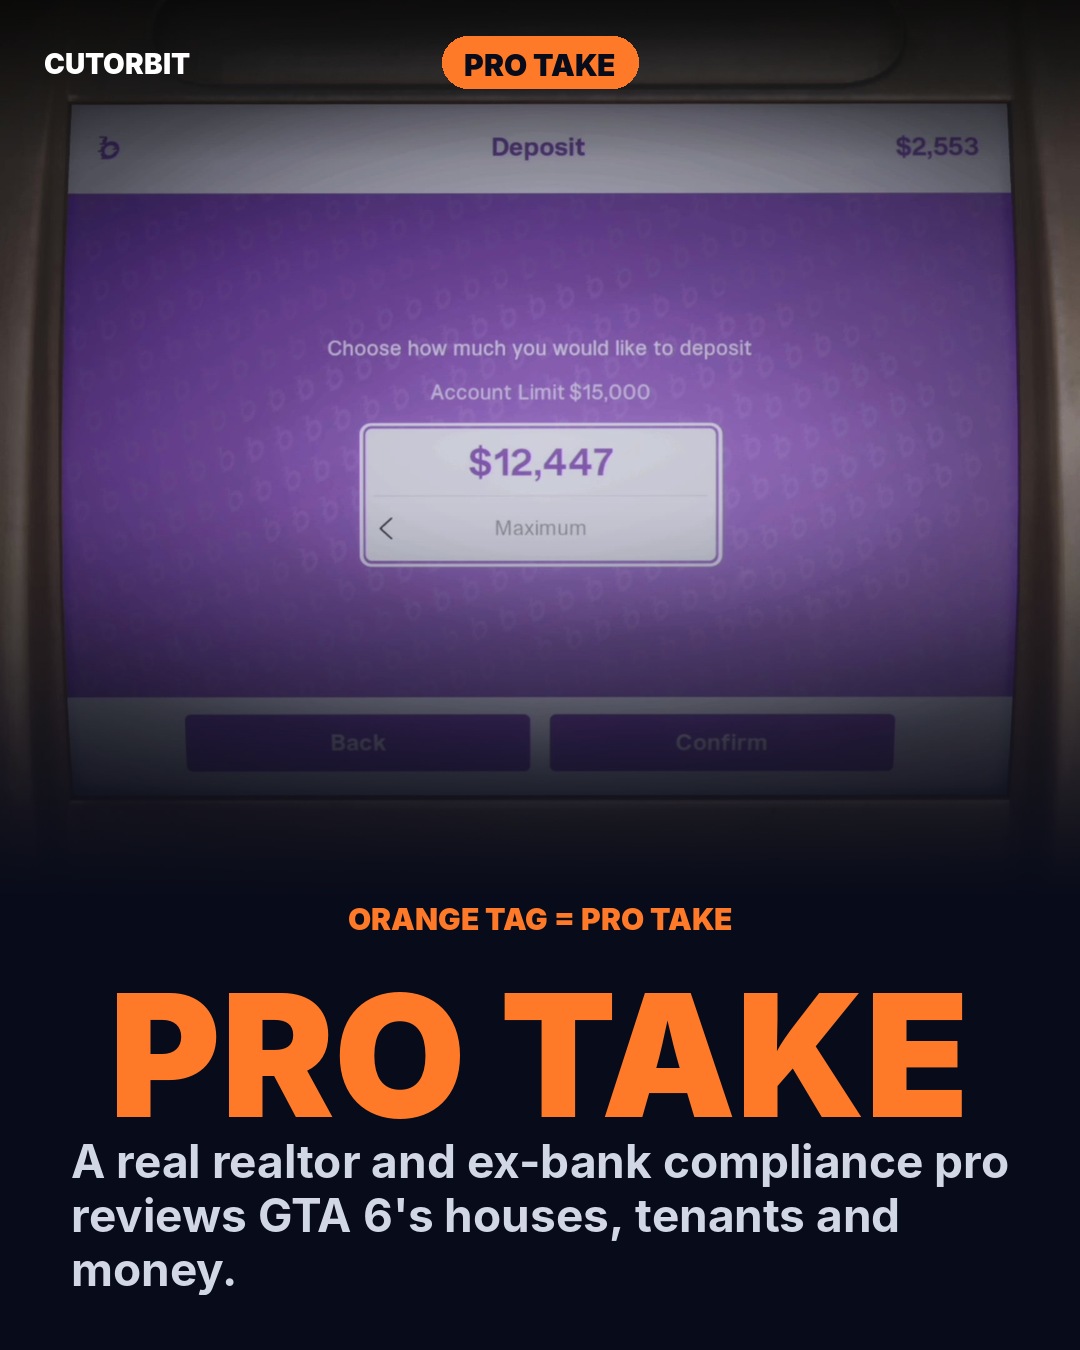 CUTORBIT
PRO TAKE
Deposit
$2,553
Choose how much you would like to deposit
Account Limit $15,000
$12,447
Maximum
Back
Confirm
ORANGE TAG = PRO TAKE
PRO TAKE
A real realtor and ex-bank compliance pro
reviews GTA 6's houses, tenants and
money.